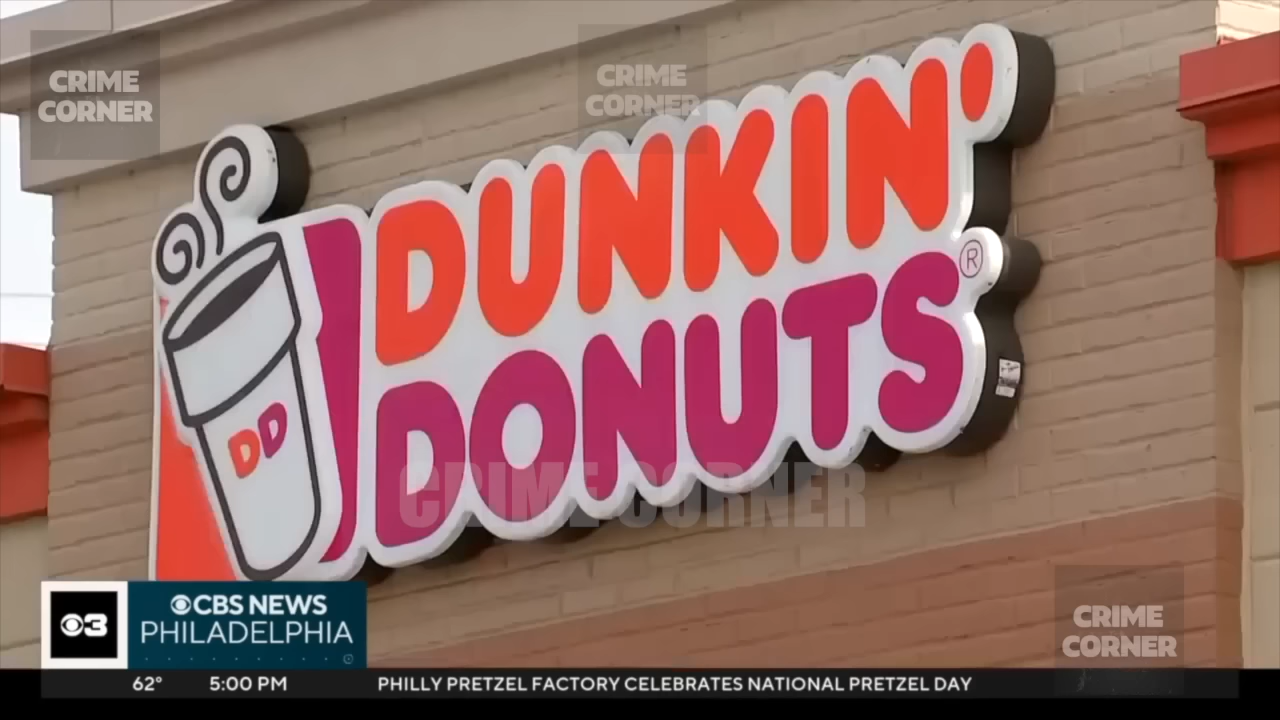 CRIME
CORNER
CRIME
CORNER
DUNKIN'
DONUTS®
DD
CRIME CORNER
3
CBS NEWS
PHILADELPHIA
CRIME
CORNER
62° 5:00 PM PHILLY PRETZEL FACTORY CELEBRATES NATIONAL PRETZEL DAY